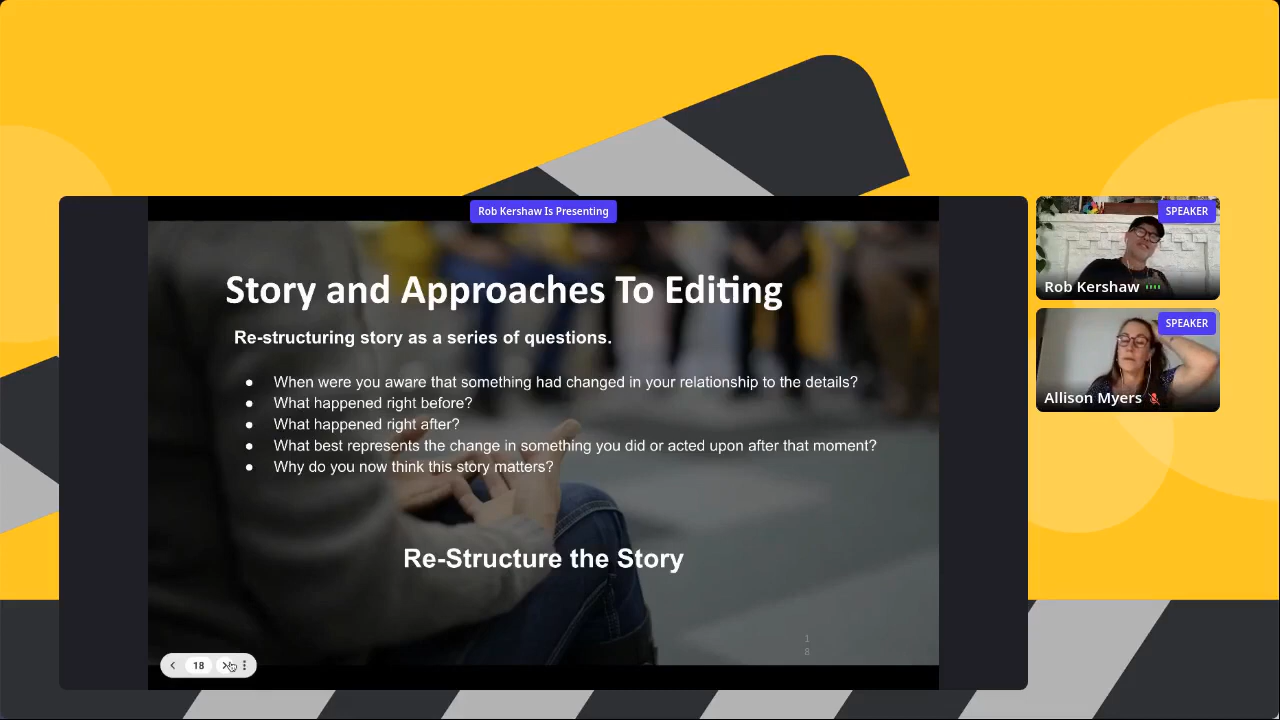 Rob Kershaw Is Presenting
Story and Approaches To Editing
Re-structuring story as a series of questions.
● When were you aware that something had changed in your relationship to the details?
● What happened right before?
● What happened right after?
● What best represents the change in something you did or acted upon after that moment?
● Why do you now think this story matters?
Re-Structure the Story
1
8
18
SPEAKER
Rob Kershaw
SPEAKER
Allison Myers